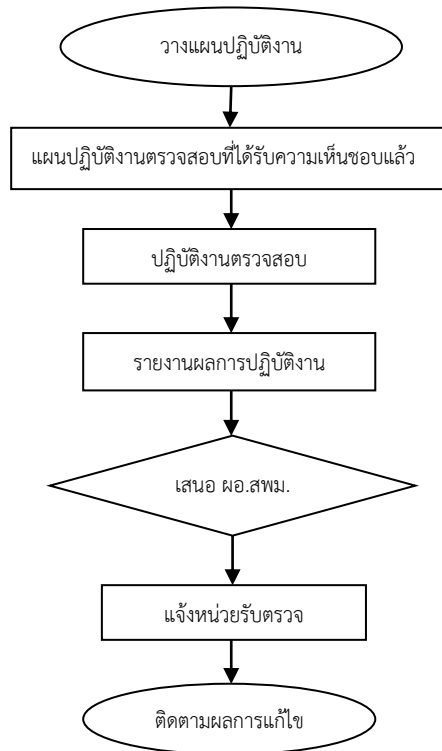 วางแผนปฏิบัติงาน
แผนปฏิบัติงานตรวจสอบที่ได้รับความเห็นชอบแล้ว
ปฏิบัติงานตรวจสอบ
รายงานผลการปฏิบัติงาน
เสนอ ผอ.สพม.
แจ้งหน่วยรับตรวจ
ติดตามผลการแก้ไข